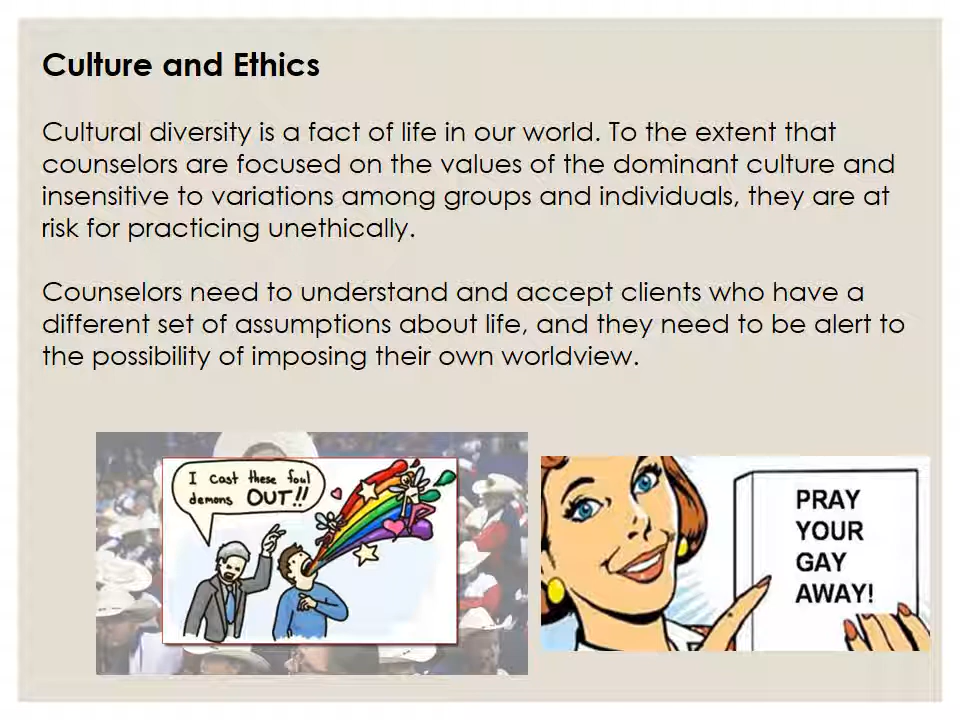 Culture and Ethics
Cultural diversity is a fact of life in our world. To the extent that
counselors are focused on the values of the dominant culture and
insensitive to variations among groups and individuals, they are at
risk for practicing unethically.
Counselors need to understand and accept clients who have a
different set of assumptions about life, and they need to be alert to
the possibility of imposing their own worldview.
I cast these foul
demons OUT!!
PRAY
YOUR
GAY
AWAY!